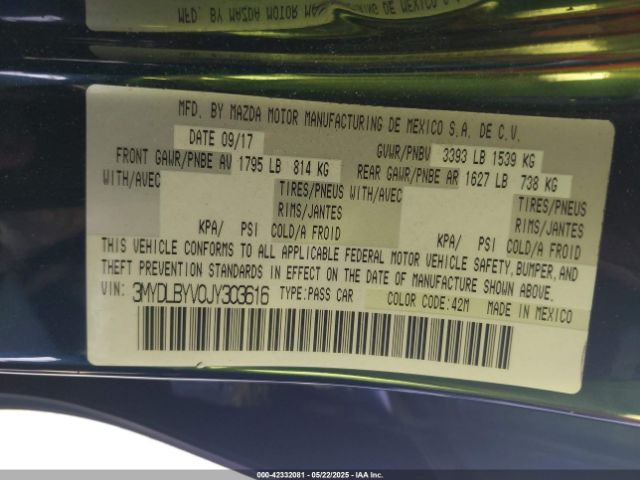 MFD. BY MAZDA MOTOR MANUFACTURING DE MEXICO S.A. DE C.V.
DATE 09/17 GVWR/PNBV 3393 LB 1539 KG
FRONT GAWR/PNBE AV 1795 LB 814 KG REAR GAWR/PNBE AR 1627 LB 738 KG
WITH/AVEC TIRES/PNEUS WITH/AVEC TIRES/PNEUS
RIMS/JANTES RIMS/JANTES
KPA/ PSI COLD/A FROID KPA/ PSI COLD/A FROID
THIS VEHICLE CONFORMS TO ALL APPLICABLE FEDERAL MOTOR VEHICLE SAFETY, BUMPER, AND
THEFT PREVENTION STANDARDS IN EFFECT ON THE DATE OF MANUFACTURE SHOWN ABOVE.
VIN: 3MYDLBYV0JY303616 TYPE:PASS CAR COLOR CODE:42M MADE IN MEXICO
000-42332081 - 05/22/2025 - IAAI.com